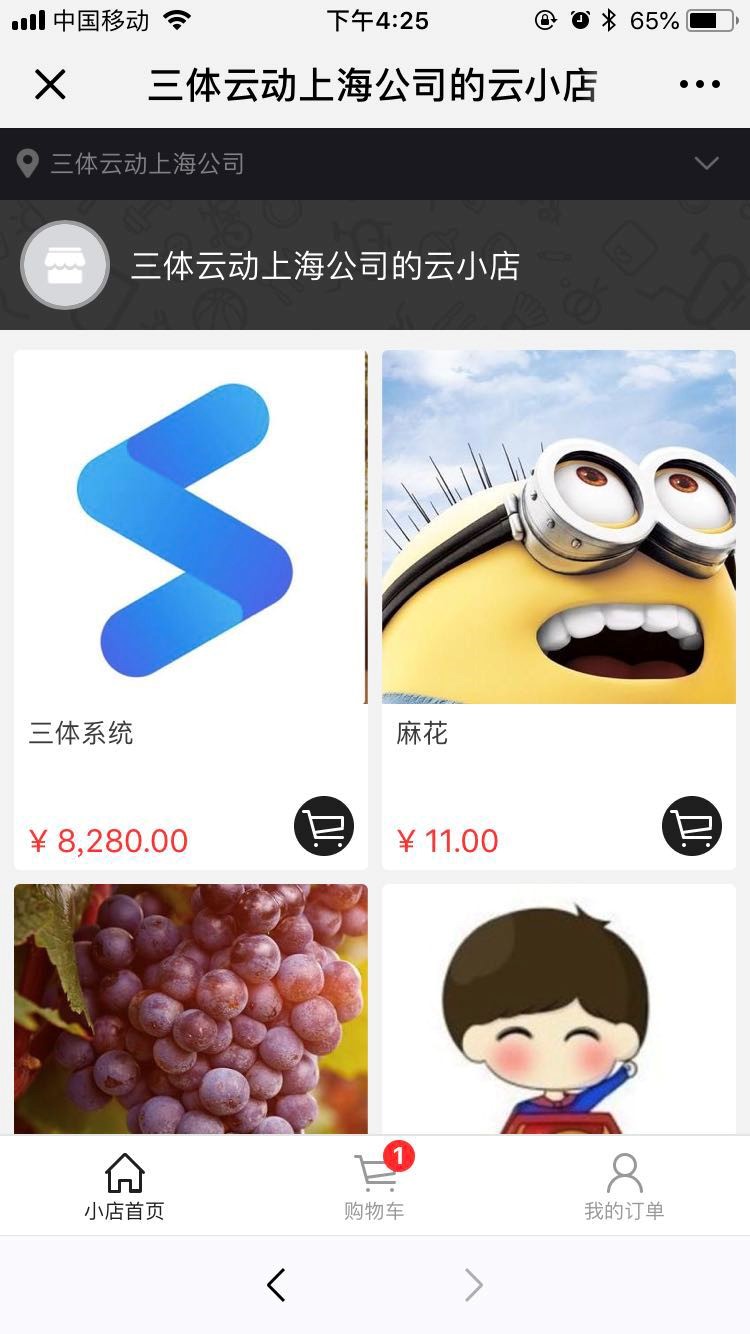 中国移动
下午4:25
65%
三体云动上海公司的云小店
三体云动上海公司
三体云动上海公司的云小店
三体系统
麻花
¥ 8,280.00
¥ 11.00
1
小店首页
购物车
我的订单